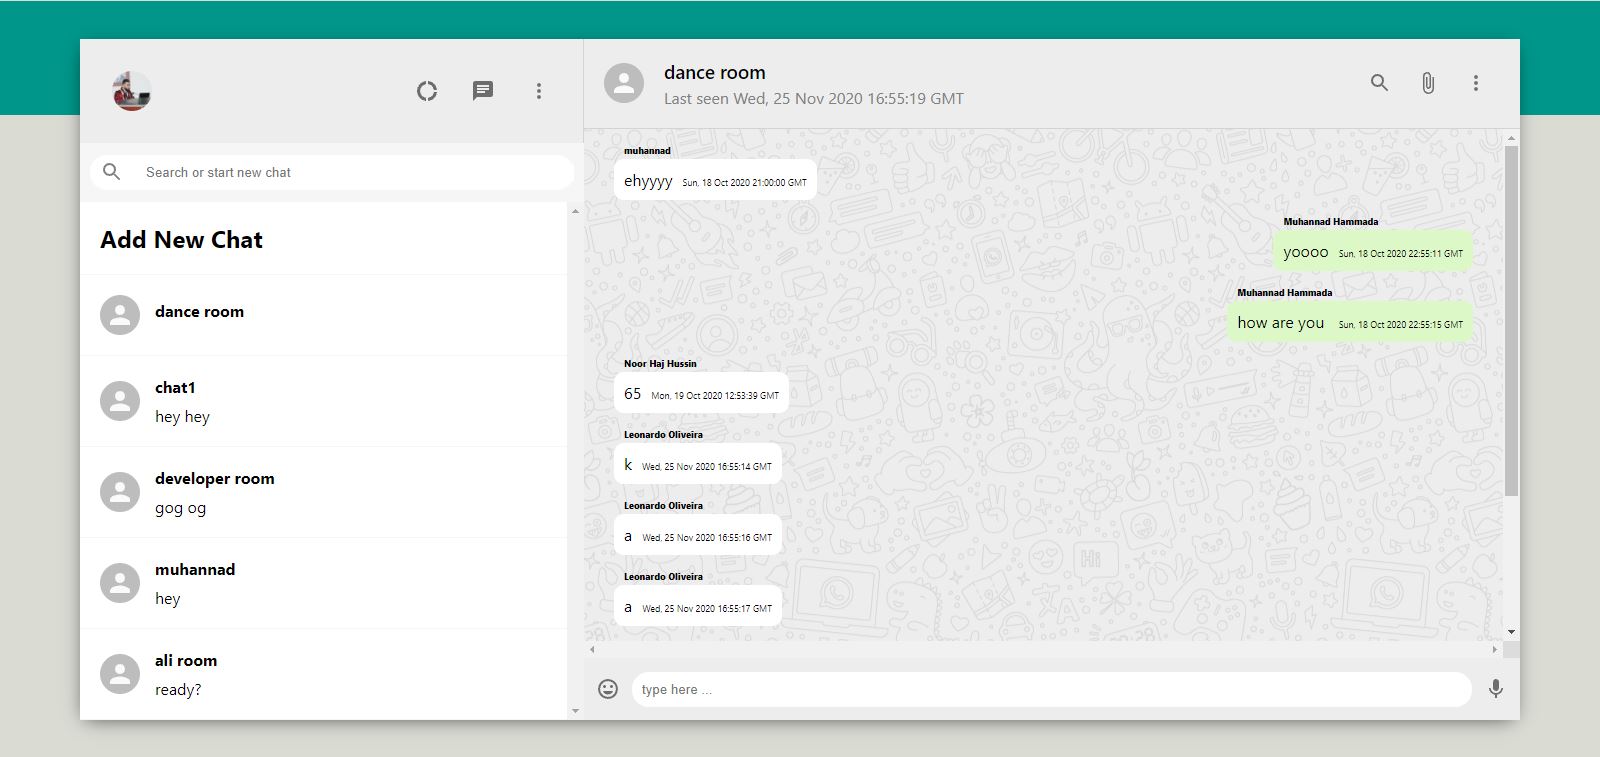 Search or start new chat
Add New Chat
dance room
chat1
hey hey
developer room
gog og
muhannad
hey
ali room
ready?
dance room
Last seen Wed, 25 Nov 2020 16:55:19 GMT
muhannad
ehyyyy Sun, 18 Oct 2020 21:00:00 GMT
Muhannad Hammada
yoooo Sun, 18 Oct 2020 22:55:11 GMT
Muhannad Hammada
how are you Sun, 18 Oct 2020 22:55:15 GMT
Noor Haj Hussin
65 Mon, 19 Oct 2020 12:53:39 GMT
Leonardo Oliveira
k Wed, 25 Nov 2020 16:55:14 GMT
Leonardo Oliveira
a Wed, 25 Nov 2020 16:55:16 GMT
Leonardo Oliveira
a Wed, 25 Nov 2020 16:55:17 GMT
Hi
type here ...